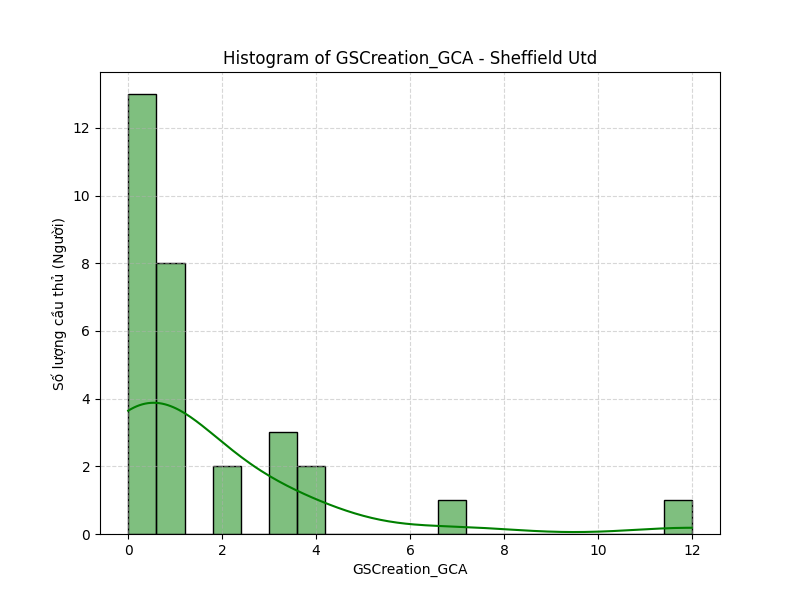 Histogram of GSCreation_GCA - Sheffield Utd
Số lượng cầu thủ (Người)
12
10
8
6
4
2
0
0 2 4 6 8 10 12
GSCreation_GCA